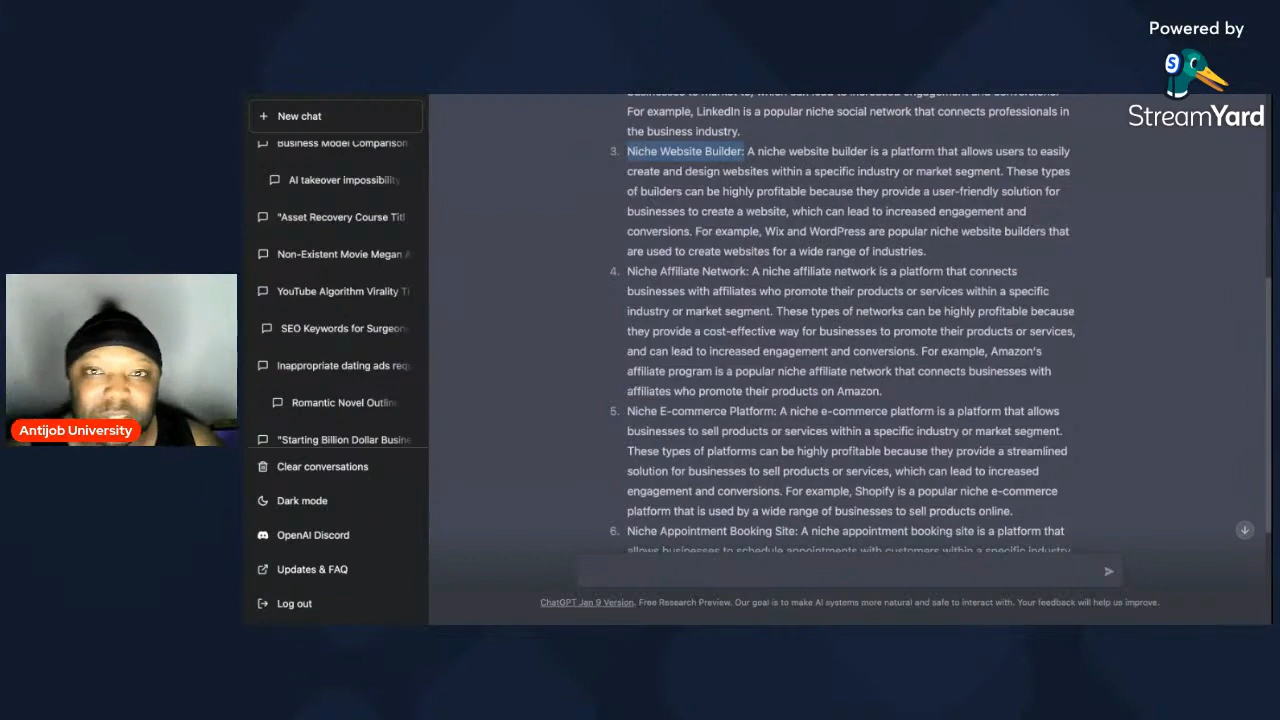 Powered by
StreamYard
New chat
Business Model Comparison
AI takeover impossibility
"Asset Recovery Course Titl
Non-Existent Movie Megan A
YouTube Algorithm Virality Ti
SEO Keywords for Surgeon
Inappropriate dating ads req
Romantic Novel Outline
"Starting Billion Dollar Busine
Clear conversations
Dark mode
OpenAI Discord
Updates & FAQ
Log out
For example, LinkedIn is a popular niche social network that connects professionals in
the business industry.
3. Niche Website Builder: A niche website builder is a platform that allows users to easily
create and design websites within a specific industry or market segment. These types
of builders can be highly profitable because they provide a user-friendly solution for
businesses to create a website, which can lead to increased engagement and
conversions. For example, Wix and WordPress are popular niche website builders that
are used to create websites for a wide range of industries.
4. Niche Affiliate Network: A niche affiliate network is a platform that connects
businesses with affiliates who promote their products or services within a specific
industry or market segment. These types of networks can be highly profitable because
they provide a cost-effective way for businesses to promote their products or services,
and can lead to increased engagement and conversions. For example, Amazon's
affiliate program is a popular niche affiliate network that connects businesses with
affiliates who promote their products on Amazon.
5. Niche E-commerce Platform: A niche e-commerce platform is a platform that allows
businesses to sell products or services within a specific industry or market segment.
These types of platforms can be highly profitable because they provide a streamlined
solution for businesses to sell products or services, which can lead to increased
engagement and conversions. For example, Shopify is a popular niche e-commerce
platform that is used by a wide range of businesses to sell products online.
6. Niche Appointment Booking Site: A niche appointment booking site is a platform that
allows businesses to schedule appointments with customers within a specific industry
ChatGPT Jan 9 Version. Free Research Preview. Our goal is to make AI systems more natural and safe to interact with. Your feedback will help us improve.
Antijob University